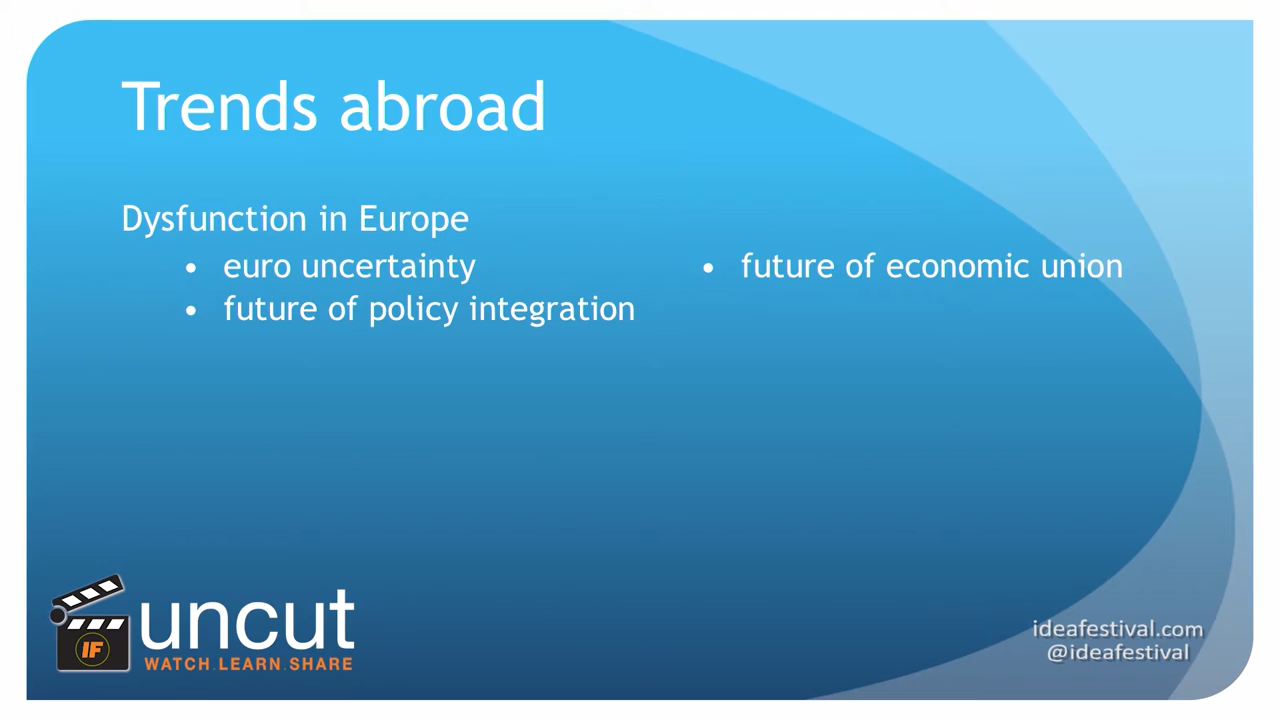 Trends abroad
Dysfunction in Europe
• euro uncertainty
• future of policy integration
• future of economic union
IF
uncut
WATCH.LEARN.SHARE
ideafestival.com
@ideafestival